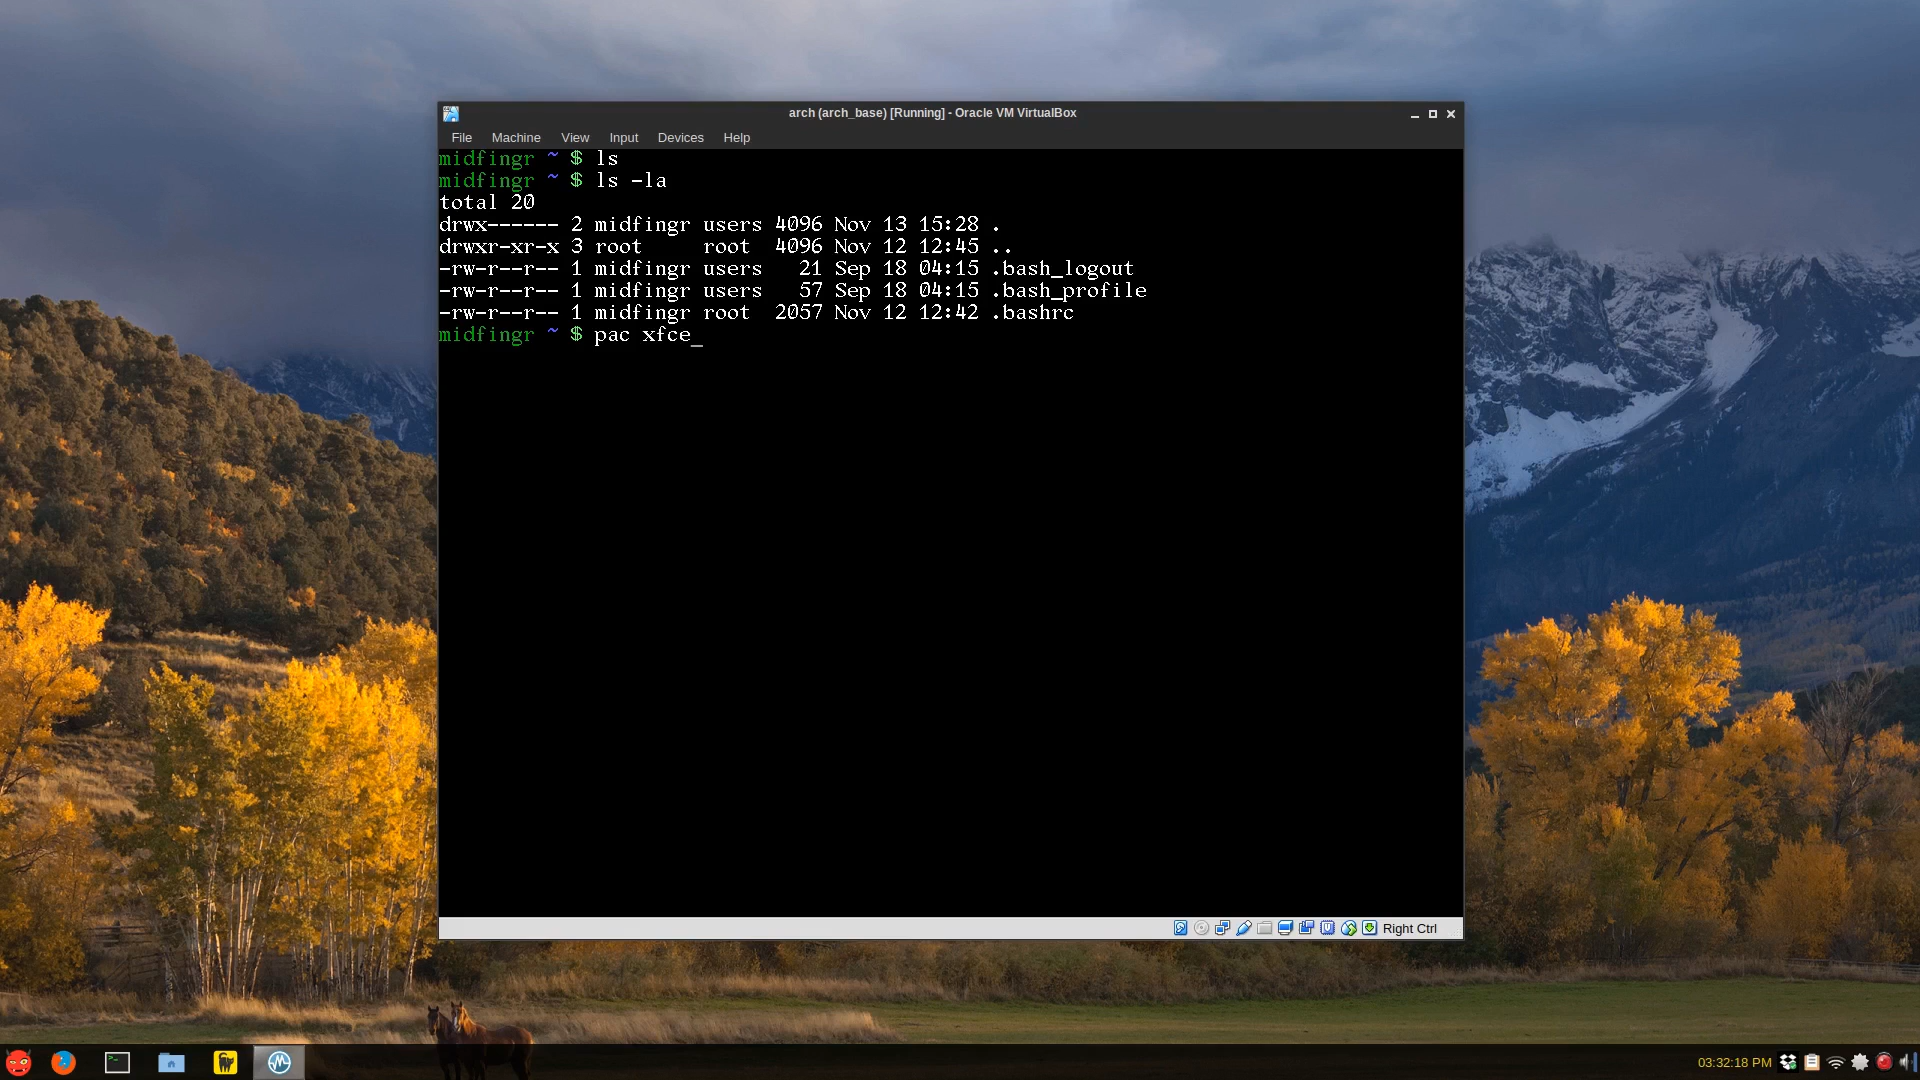 arch (arch_base) [Running] - Oracle VM VirtualBox
File Machine View Input Devices Help
midfingr ~ $ ls
midfingr ~ $ ls -la
total 20
drwx------ 2 midfingr users 4096 Nov 13 15:28 .
drwxr-xr-x 3 root root 4096 Nov 12 12:45 ..
-rw-r--r-- 1 midfingr users 21 Sep 18 04:15 .bash_logout
-rw-r--r-- 1 midfingr users 57 Sep 18 04:15 .bash_profile
-rw-r--r-- 1 midfingr root 2057 Nov 12 12:42 .bashrc
midfingr ~ $ pac xfce_
Right Ctrl
03:32:18 PM